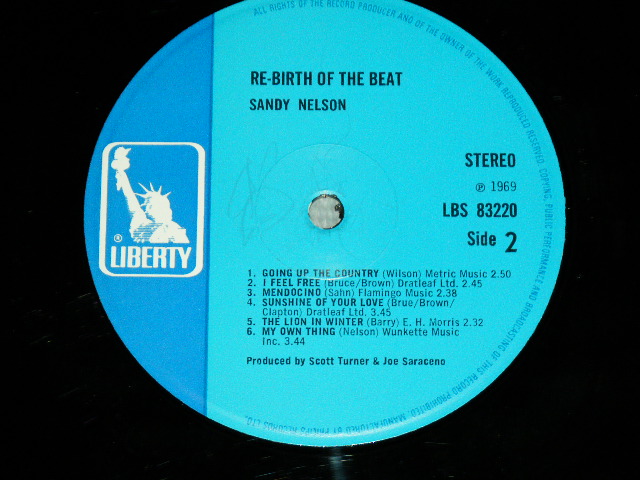 ALL RIGHTS OF THE RECORD PRODUCER AND OF THE OWNER OF THE WORK REPRODUCED RESERVED. COPYING, PUBLIC PERFORMANCE AND BROADCASTING OF THIS RECORD PROHIBITED. MANUFACTURED BY PHILIPS RECORDS LTD.
RE-BIRTH OF THE BEAT
SANDY NELSON
STEREO
℗ 1969
LBS 83220
Side 2
®
LIBERTY
1. GOING UP THE COUNTRY (Wilson) Metric Music 2.50
2. I FEEL FREE (Bruce/Brown) Dratleaf Ltd. 2.45
3. MENDOCINO (Sahn) Flamingo Music 2.38
4. SUNSHINE OF YOUR LOVE (Brue/Brown/
Clapton) Dratleaf Ltd. 3.45
5. THE LION IN WINTER (Barry) E. H. Morris 2.32
6. MY OWN THING (Nelson) Wunkette Music
Inc. 3.44
Produced by Scott Turner & Joe Saraceno